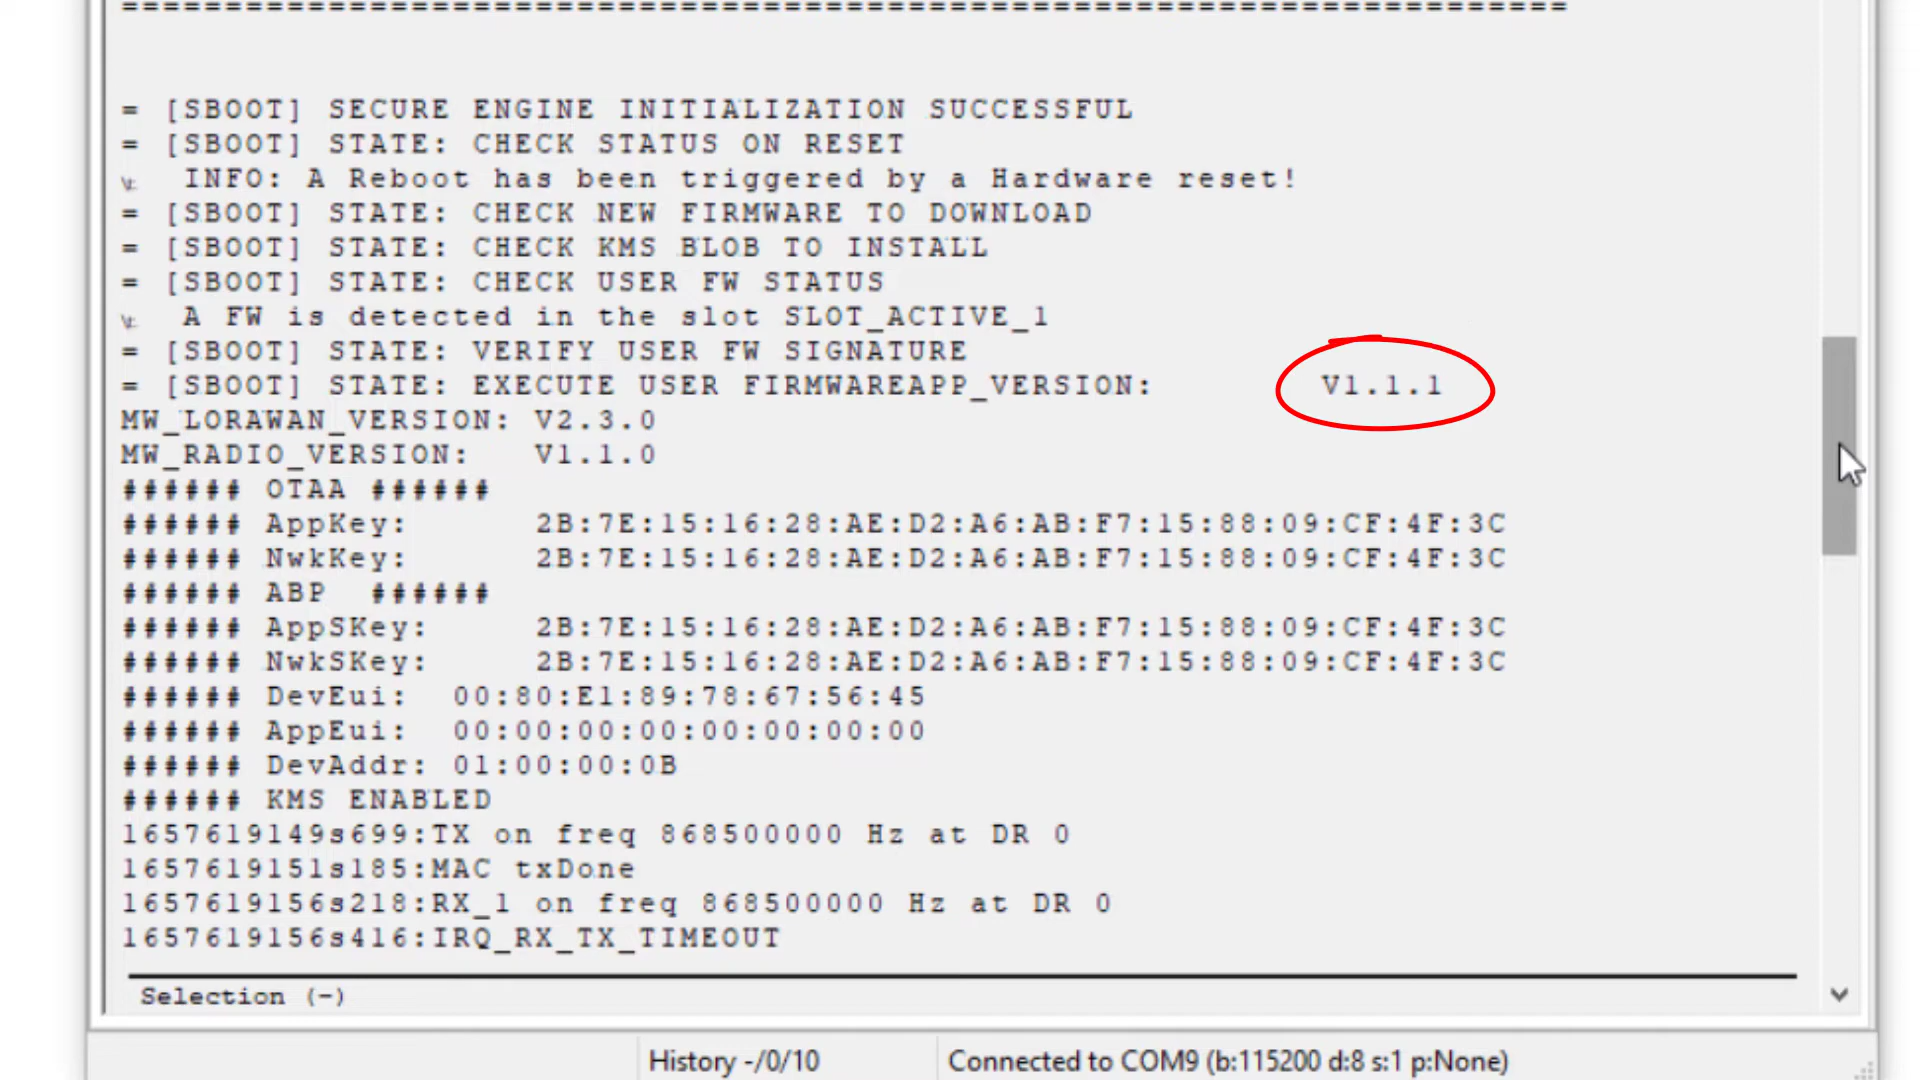 ======================================================================
= [SBOOT] SECURE ENGINE INITIALIZATION SUCCESSFUL
= [SBOOT] STATE: CHECK STATUS ON RESET
INFO: A Reboot has been triggered by a Hardware reset!
= [SBOOT] STATE: CHECK NEW FIRMWARE TO DOWNLOAD
= [SBOOT] STATE: CHECK KMS BLOB TO INSTALL
= [SBOOT] STATE: CHECK USER FW STATUS
A FW is detected in the slot SLOT_ACTIVE_1
= [SBOOT] STATE: VERIFY USER FW SIGNATURE
= [SBOOT] STATE: EXECUTE USER FIRMWAREAPP_VERSION: V1.1.1
MW_LORAWAN_VERSION: V2.3.0
MW_RADIO_VERSION: V1.1.0
###### OTAA ######
###### AppKey: 2B:7E:15:16:28:AE:D2:A6:AB:F7:15:88:09:CF:4F:3C
###### NwkKey: 2B:7E:15:16:28:AE:D2:A6:AB:F7:15:88:09:CF:4F:3C
###### ABP ######
###### AppSKey: 2B:7E:15:16:28:AE:D2:A6:AB:F7:15:88:09:CF:4F:3C
###### NwkSKey: 2B:7E:15:16:28:AE:D2:A6:AB:F7:15:88:09:CF:4F:3C
###### DevEui: 00:80:E1:89:78:67:56:45
###### AppEui: 00:00:00:00:00:00:00:00
###### DevAddr: 01:00:00:0B
###### KMS ENABLED
1657619149s699:TX on freq 868500000 Hz at DR 0
1657619151s185:MAC txDone
1657619156s218:RX_1 on freq 868500000 Hz at DR 0
1657619156s416:IRQ_RX_TX_TIMEOUT
Selection (-)
History -/0/10 Connected to COM9 (b:115200 d:8 s:1 p:None)